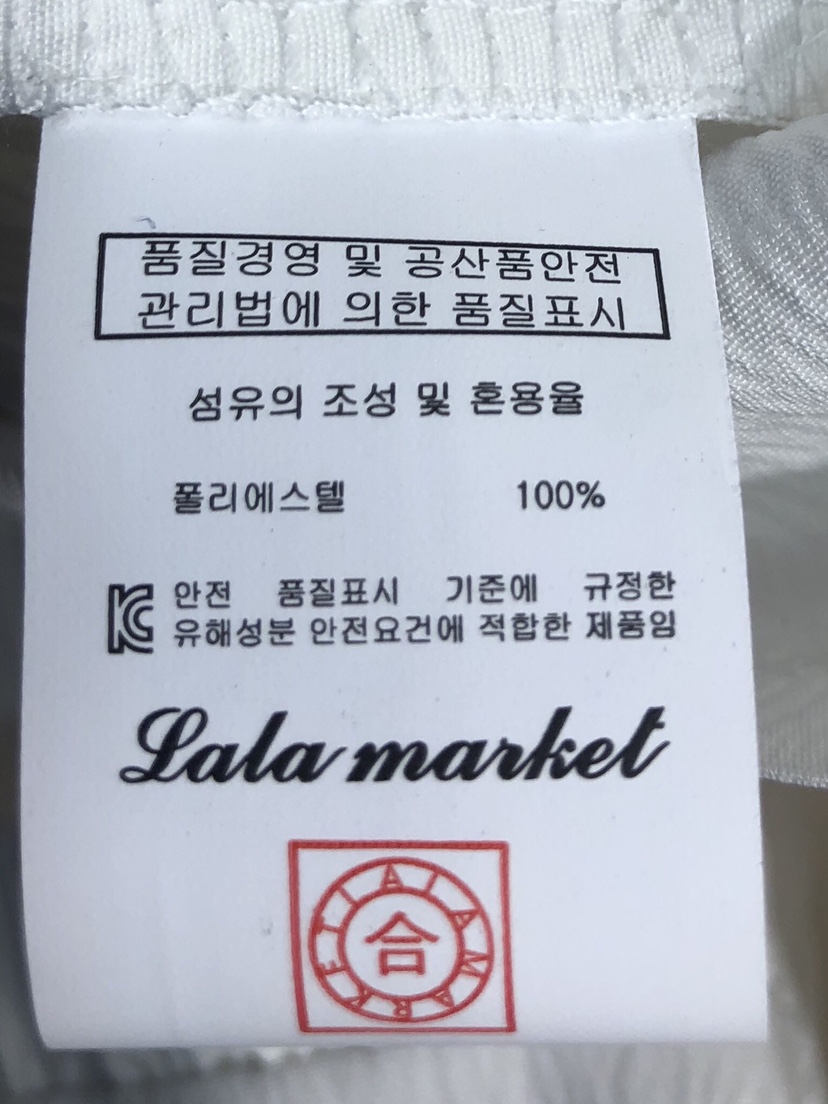 품질경영 및 공산품안전
관리법에 의한 품질표시
섬유의 조성 및 혼용율
폴리에스텔 100%
안전 품질표시 기준에 규정한
유해성분 안전요건에 적합한 제품임
Lala market
LALA MARKET
合